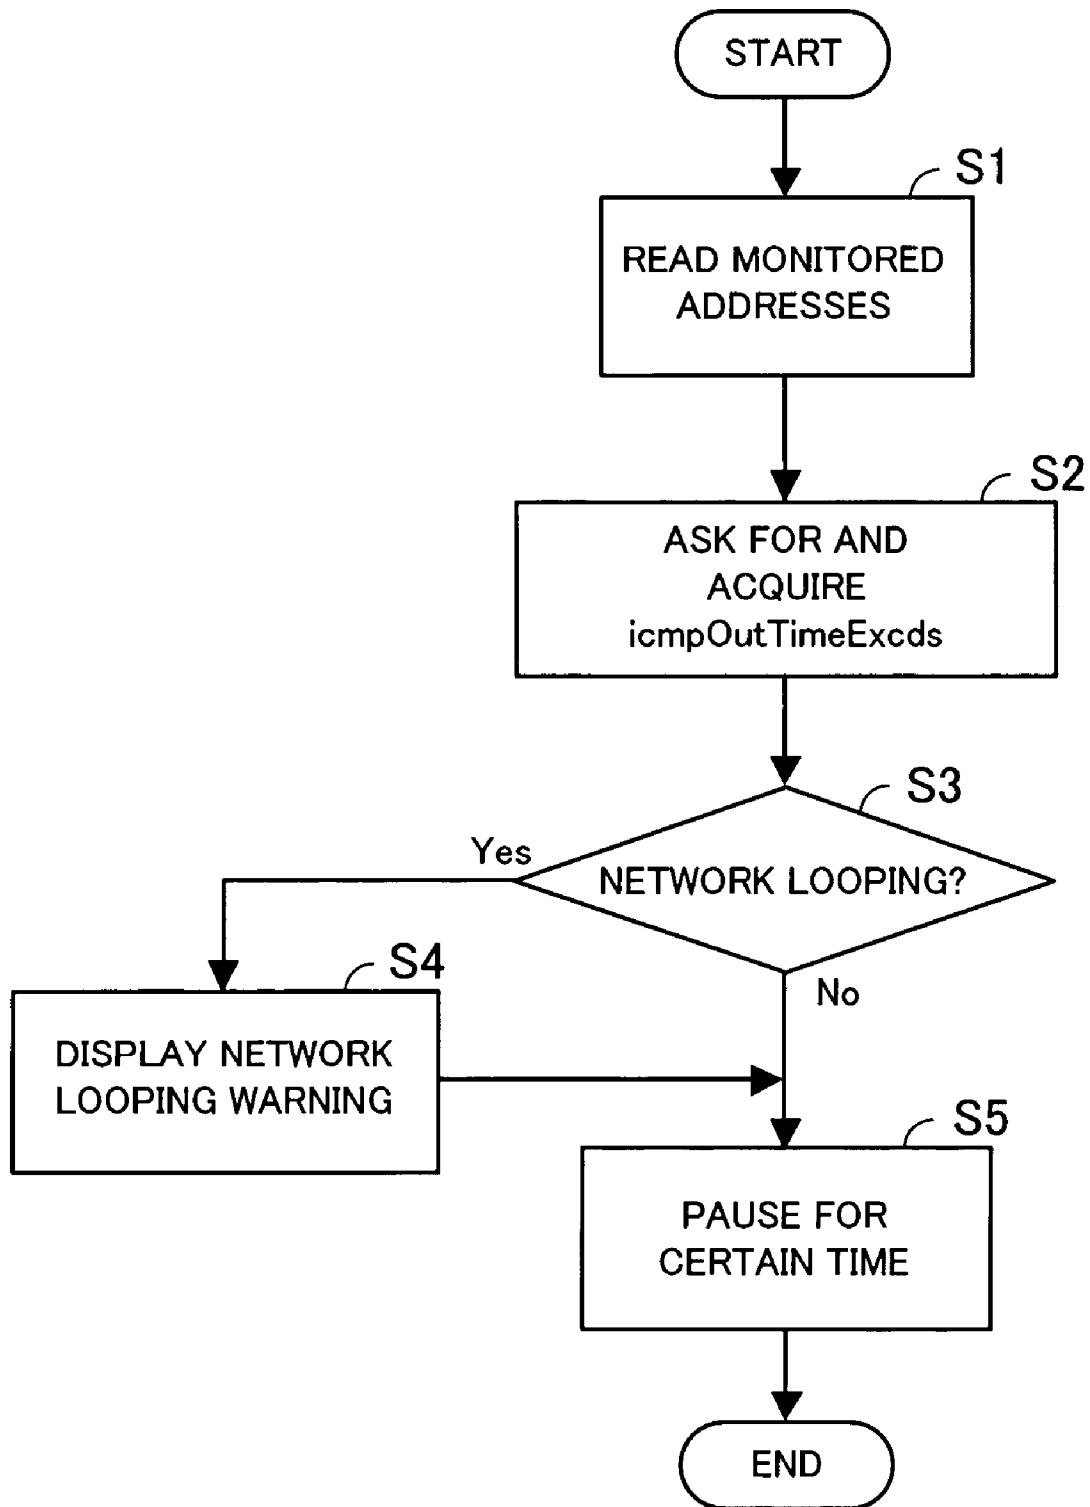 START
S1
READ MONITORED
ADDRESSES
S2
ASK FOR AND
ACQUIRE
icmpOutTimeExcds
S3
Yes
NETWORK LOOPING?
S4
No
DISPLAY NETWORK
LOOPING WARNING
S5
PAUSE FOR
CERTAIN TIME
END